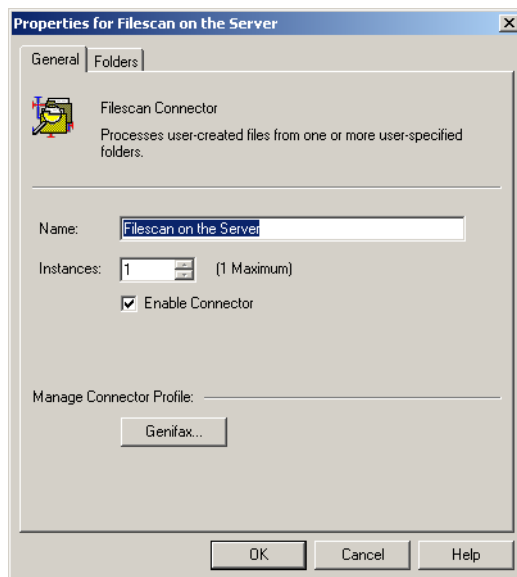 Properties for Filescan on the Server
General Folders
Filescan Connector
Processes user-created files from one or more user-specified
folders.
Name: Filescan on the Server
Instances: 1 (1 Maximum)
Enable Connector
Manage Connector Profile:
Genifax...
OK Cancel Help